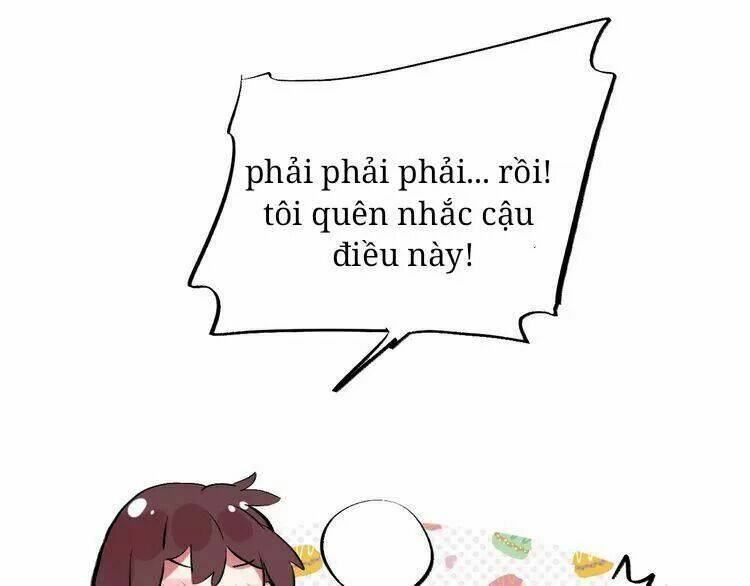 phải phải phải... rồi!
tôi quên nhắc cậu
điều này!